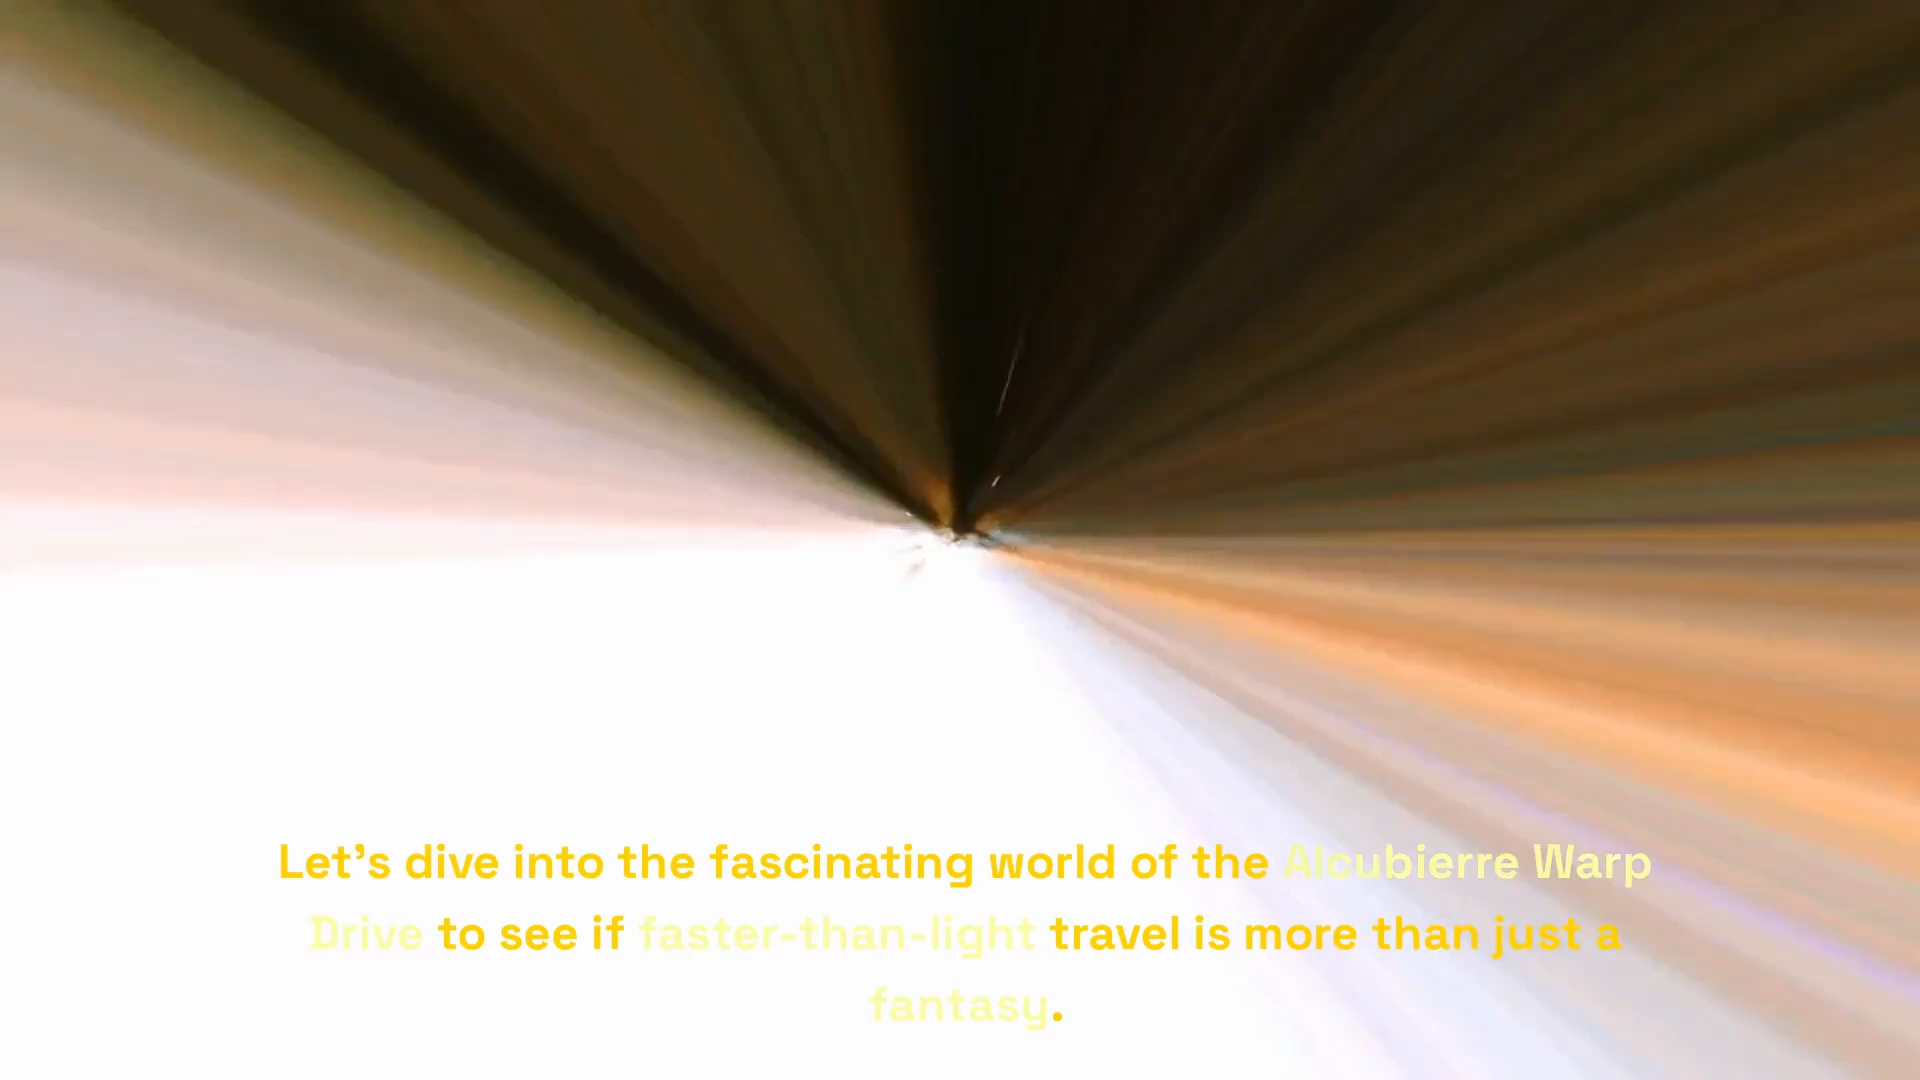 Let's dive into the fascinating world of the Alcubierre Warp
Drive to see if faster-than-light travel is more than just a
fantasy.